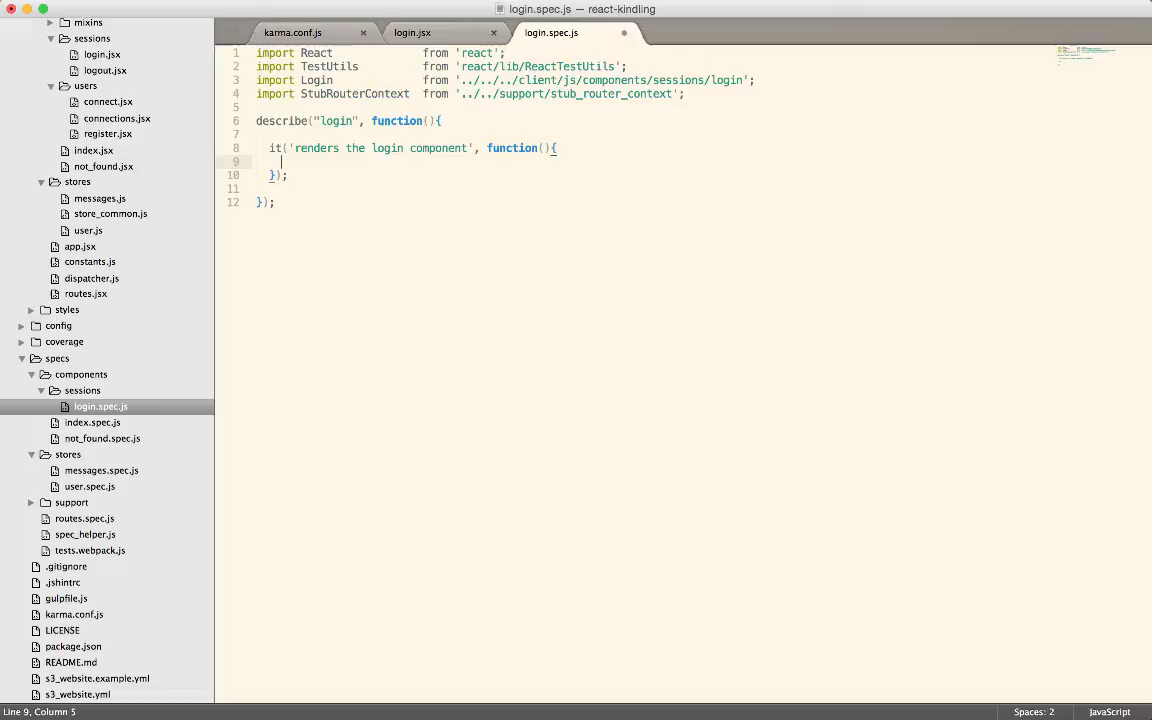 login.spec.js — react-kindling
mixins
sessions
login.jsx
logout.jsx
users
connect.jsx
connections.jsx
register.jsx
index.jsx
not_found.jsx
stores
messages.js
store_common.js
user.js
app.jsx
constants.js
dispatcher.js
routes.jsx
styles
config
coverage
specs
components
sessions
login.spec.js
index.spec.js
not_found.spec.js
stores
messages.spec.js
user.spec.js
support
routes.spec.js
spec_helper.js
tests.webpack.js
.gitignore
.jshintrc
gulpfile.js
karma.conf.js
LICENSE
package.json
README.md
s3_website.example.yml
s3_website.yml
karma.conf.js × login.jsx × login.spec.js
1 import React from 'react';
2 import TestUtils from 'react/lib/ReactTestUtils';
3 import Login from '../../../client/js/components/sessions/login';
4 import StubRouterContext from '../../support/stub_router_context';
5
6 describe("login", function(){
7
8 it('renders the login component', function(){
9
10 });
11
12 });
Line 9, Column 5 Spaces: 2 JavaScript